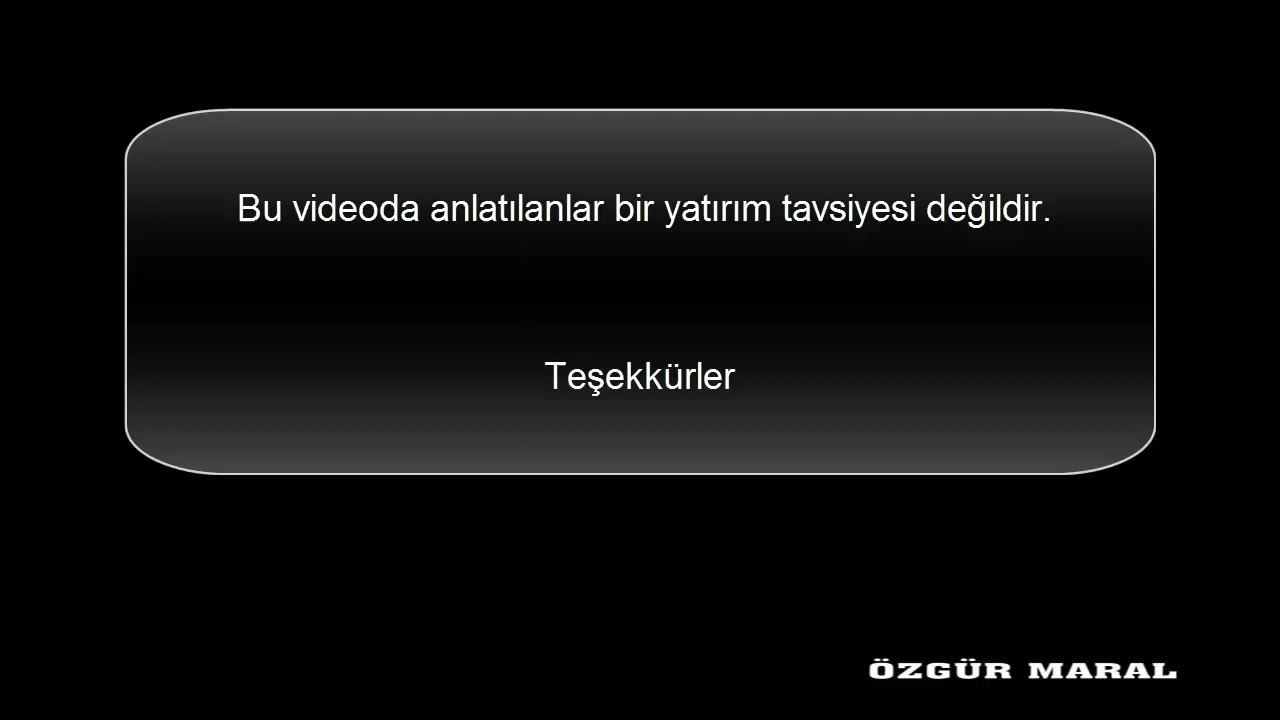 Bu videoda anlatılanlar bir yatırım tavsiyesi değildir.
Teşekkürler
ÖZGÜR MARAL